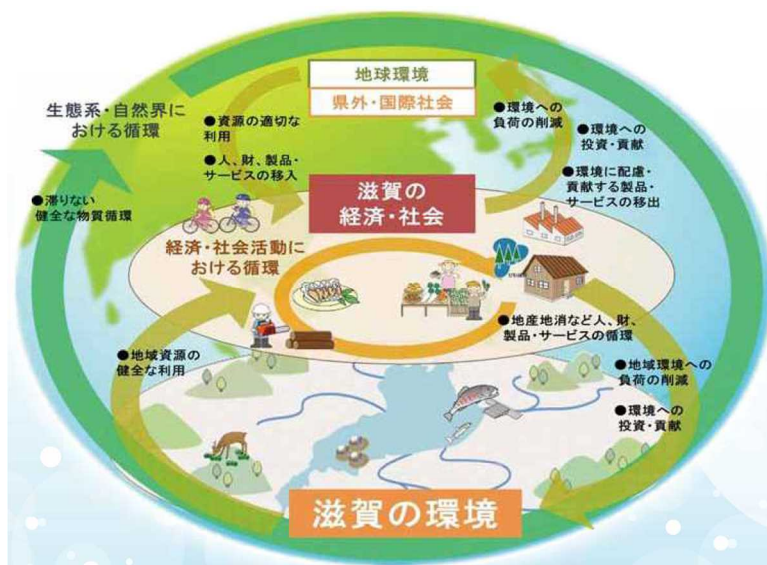 地球環境
県外・国際社会
生態系・自然界に
おける循環
●資源の適切な
利用
●人、財、製品・
サービスの移入
●環境への
負荷の削減
●環境への
投資・貢献
●環境に配慮・
貢献する製品・
サービスの移出
●滞りない
健全な物質循環
滋賀の
経済・社会
経済・社会活動に
おける循環
●地産地消など人、財、
製品・サービスの循環
●地域資源の
健全な利用
●地域環境への
負荷の削減
●環境への
投資・貢献
滋賀の環境